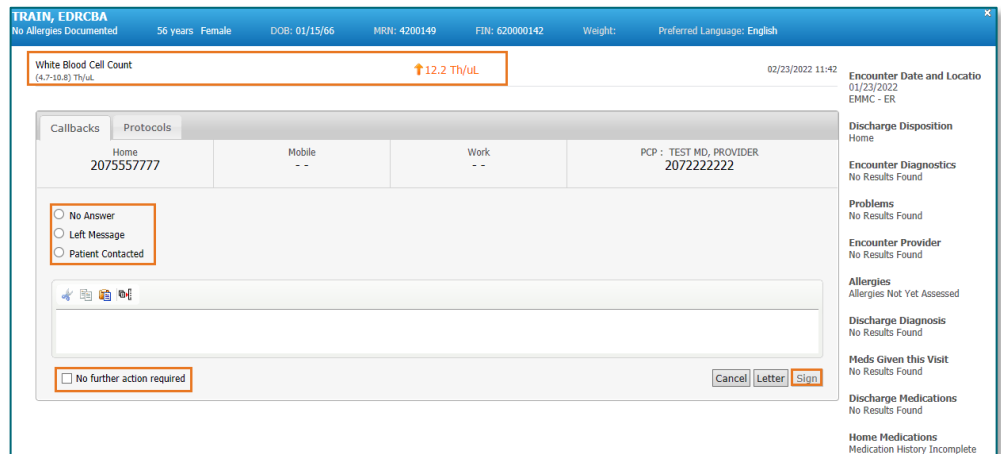 TRAIN, EDRCBA
No Allergies Documented 56 years Female DOB: 01/15/66 MRN: 4200149 FIN: 620000142 Weight: Preferred Language: English
White Blood Cell Count
(4.7-10.8) Th/uL
12.2 Th/uL
02/23/2022 11:42
Callbacks Protocols
Home
2075557777
Mobile
- -
Work
- -
PCP : TEST MD, PROVIDER
2072222222
No Answer
Left Message
Patient Contacted
No further action required
Cancel Letter Sign
Encounter Date and Locatio
01/23/2022
EMMC - ER
Discharge Disposition
Home
Encounter Diagnostics
No Results Found
Problems
No Results Found
Encounter Provider
No Results Found
Allergies
Allergies Not Yet Assessed
Discharge Diagnosis
No Results Found
Meds Given this Visit
No Results Found
Discharge Medications
No Results Found
Home Medications
Medication History Incomplete